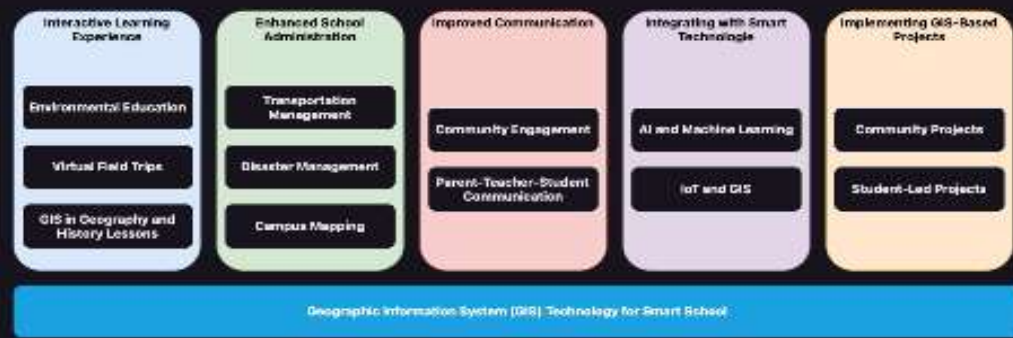 Interactive Learning
Experience
Environmental Education
Virtual Field Trips
GIS in Geography and
History Lessons
Enhanced School
Administration
Transportation
Management
Disaster Management
Campus Mapping
Improved Communication
Community Engagement
Parent-Teacher-Student
Communication
Integrating with Smart
Technologie
AI and Machine Learning
IoT and GIS
Implementing GIS-Based
Projects
Community Projects
Student-Led Projects
Geographic Information System (GIS) Technology for Smart School